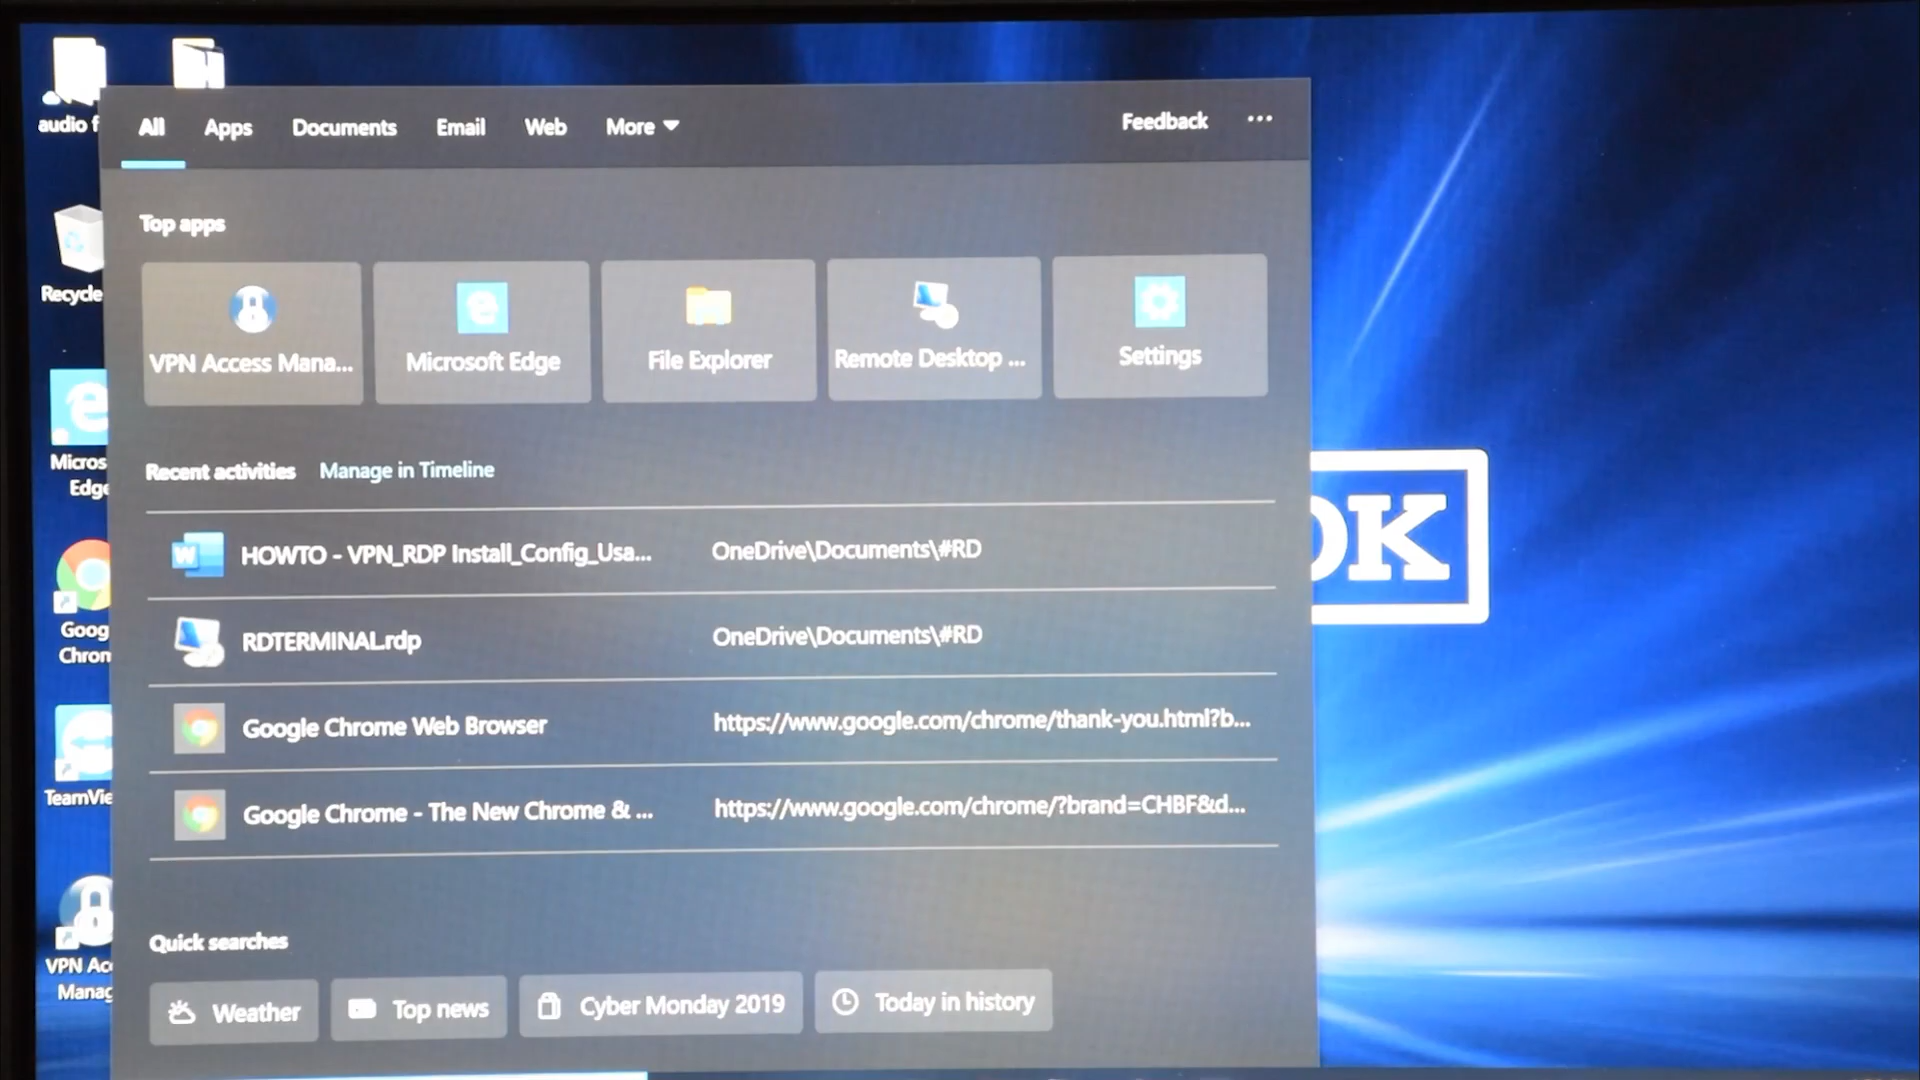 audio f
All Apps Documents Email Web More Feedback ...
Top apps
Recycle
VPN Access Mana... Microsoft Edge File Explorer Remote Desktop ... Settings
Micros
Edge
Recent activities Manage in Timeline
HOWTO - VPN_RDP Install_Config_Usa... OneDrive\Documents\#RD
RDTERMINAL.rdp OneDrive\Documents\#RD
Goog
Chrom
Google Chrome Web Browser https://www.google.com/chrome/thank-you.html?b...
TeamVie
Google Chrome - The New Chrome & ... https://www.google.com/chrome/?brand=CHBF&d...
OK
VPN Acc
Manag
Quick searches
Weather Top news Cyber Monday 2019 Today in history